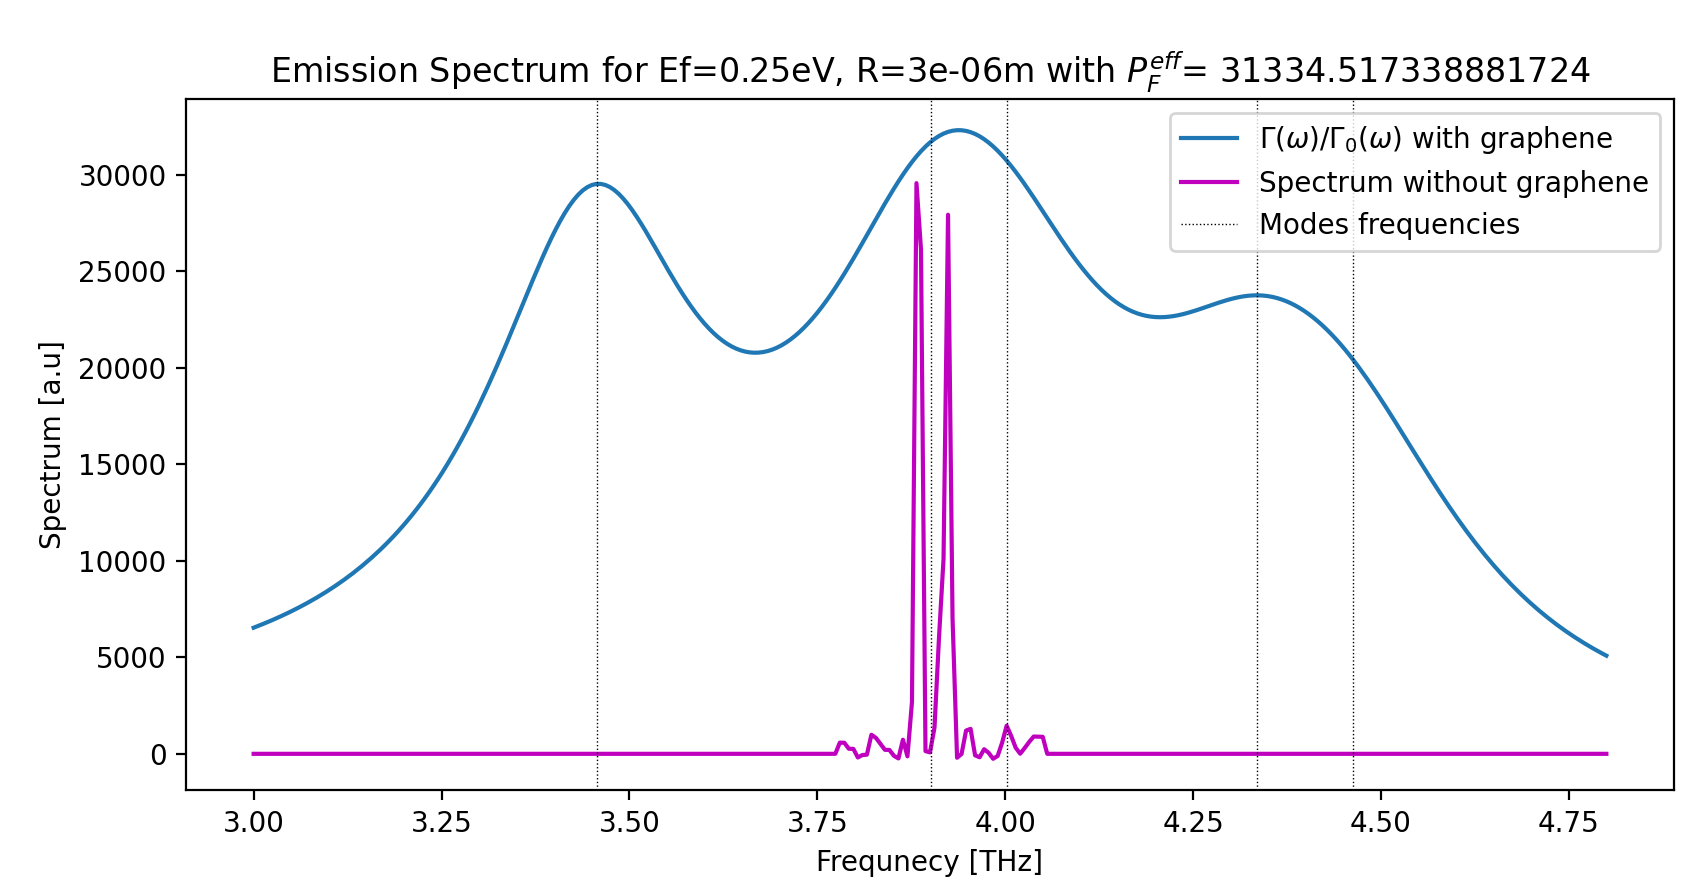 Emission Spectrum for Ef=0.25eV, R=3e-06m with $P_F^{eff}$= 31334.517338881724
Γ(ω)/Γ₀(ω) with graphene
Spectrum without graphene
Modes frequencies
Spectrum [a.u]
30000
25000
20000
15000
10000
5000
0
3.00 3.25 3.50 3.75 4.00 4.25 4.50 4.75
Frequnecy [THz]